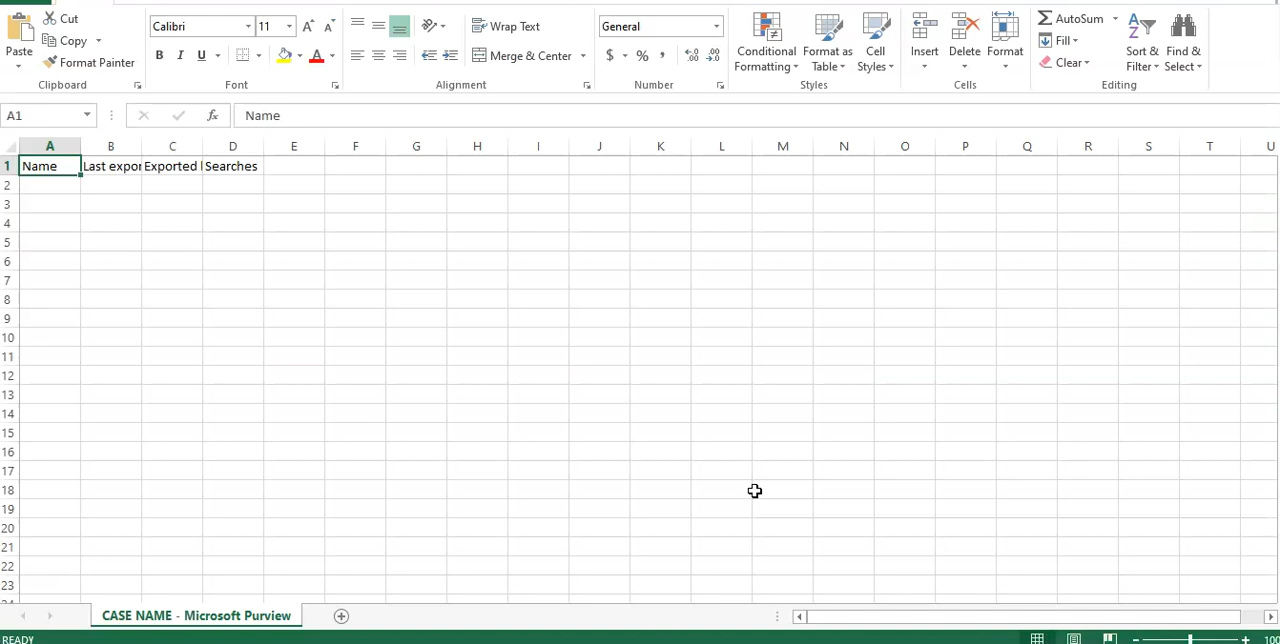 Cut
Copy
Format Painter
Paste
Clipboard
Calibri 11
B I U
Font
Wrap Text
Merge & Center
Alignment
General
$ % ,
Number
Conditional Formatting
Format as Table
Cell Styles
Styles
Insert
Delete
Format
Cells
AutoSum
Fill
Clear
Sort & Filter
Find & Select
Editing
A1 fx Name
A B C D E F G H I J K L M N O P Q R S T U
1 Name Last expor Exported Searches
2
3
4
5
6
7
8
9
10
11
12
13
14
15
16
17
18
19
20
21
22
23
CASE NAME - Microsoft Purview
READY 100